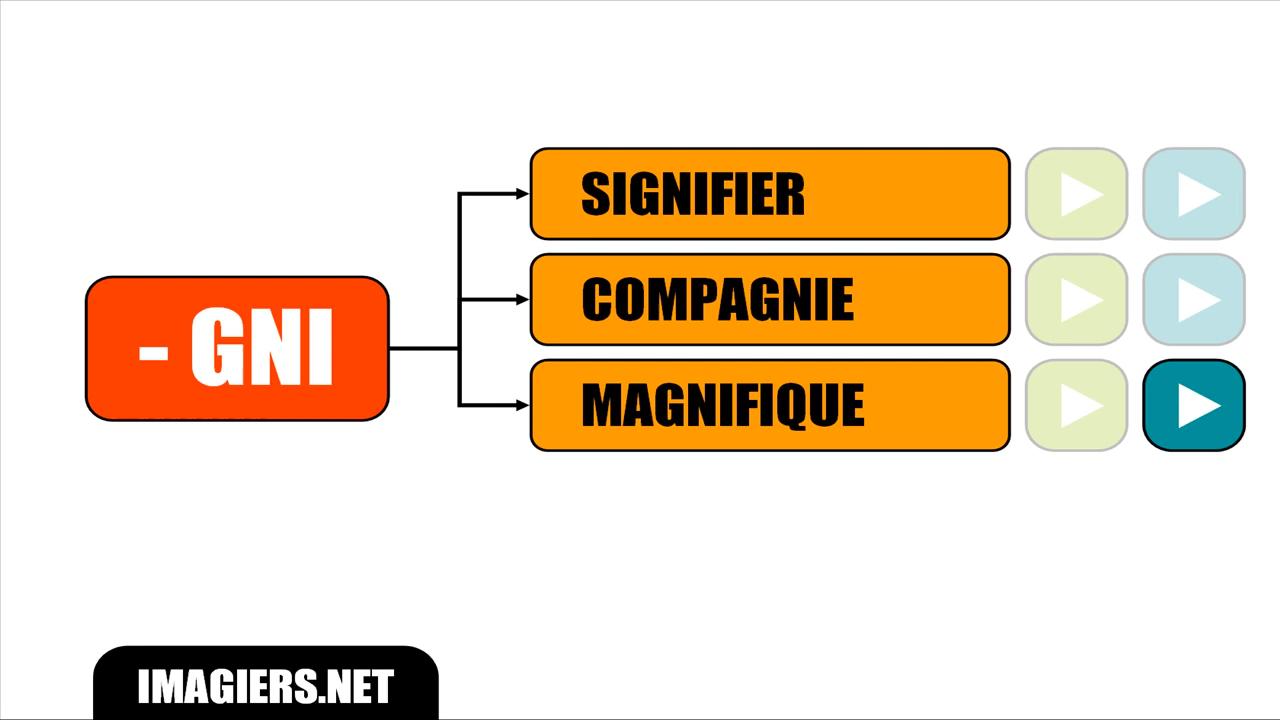 - GNI
SIGNIFIER
COMPAGNIE
MAGNIFIQUE
IMAGIERS.NET